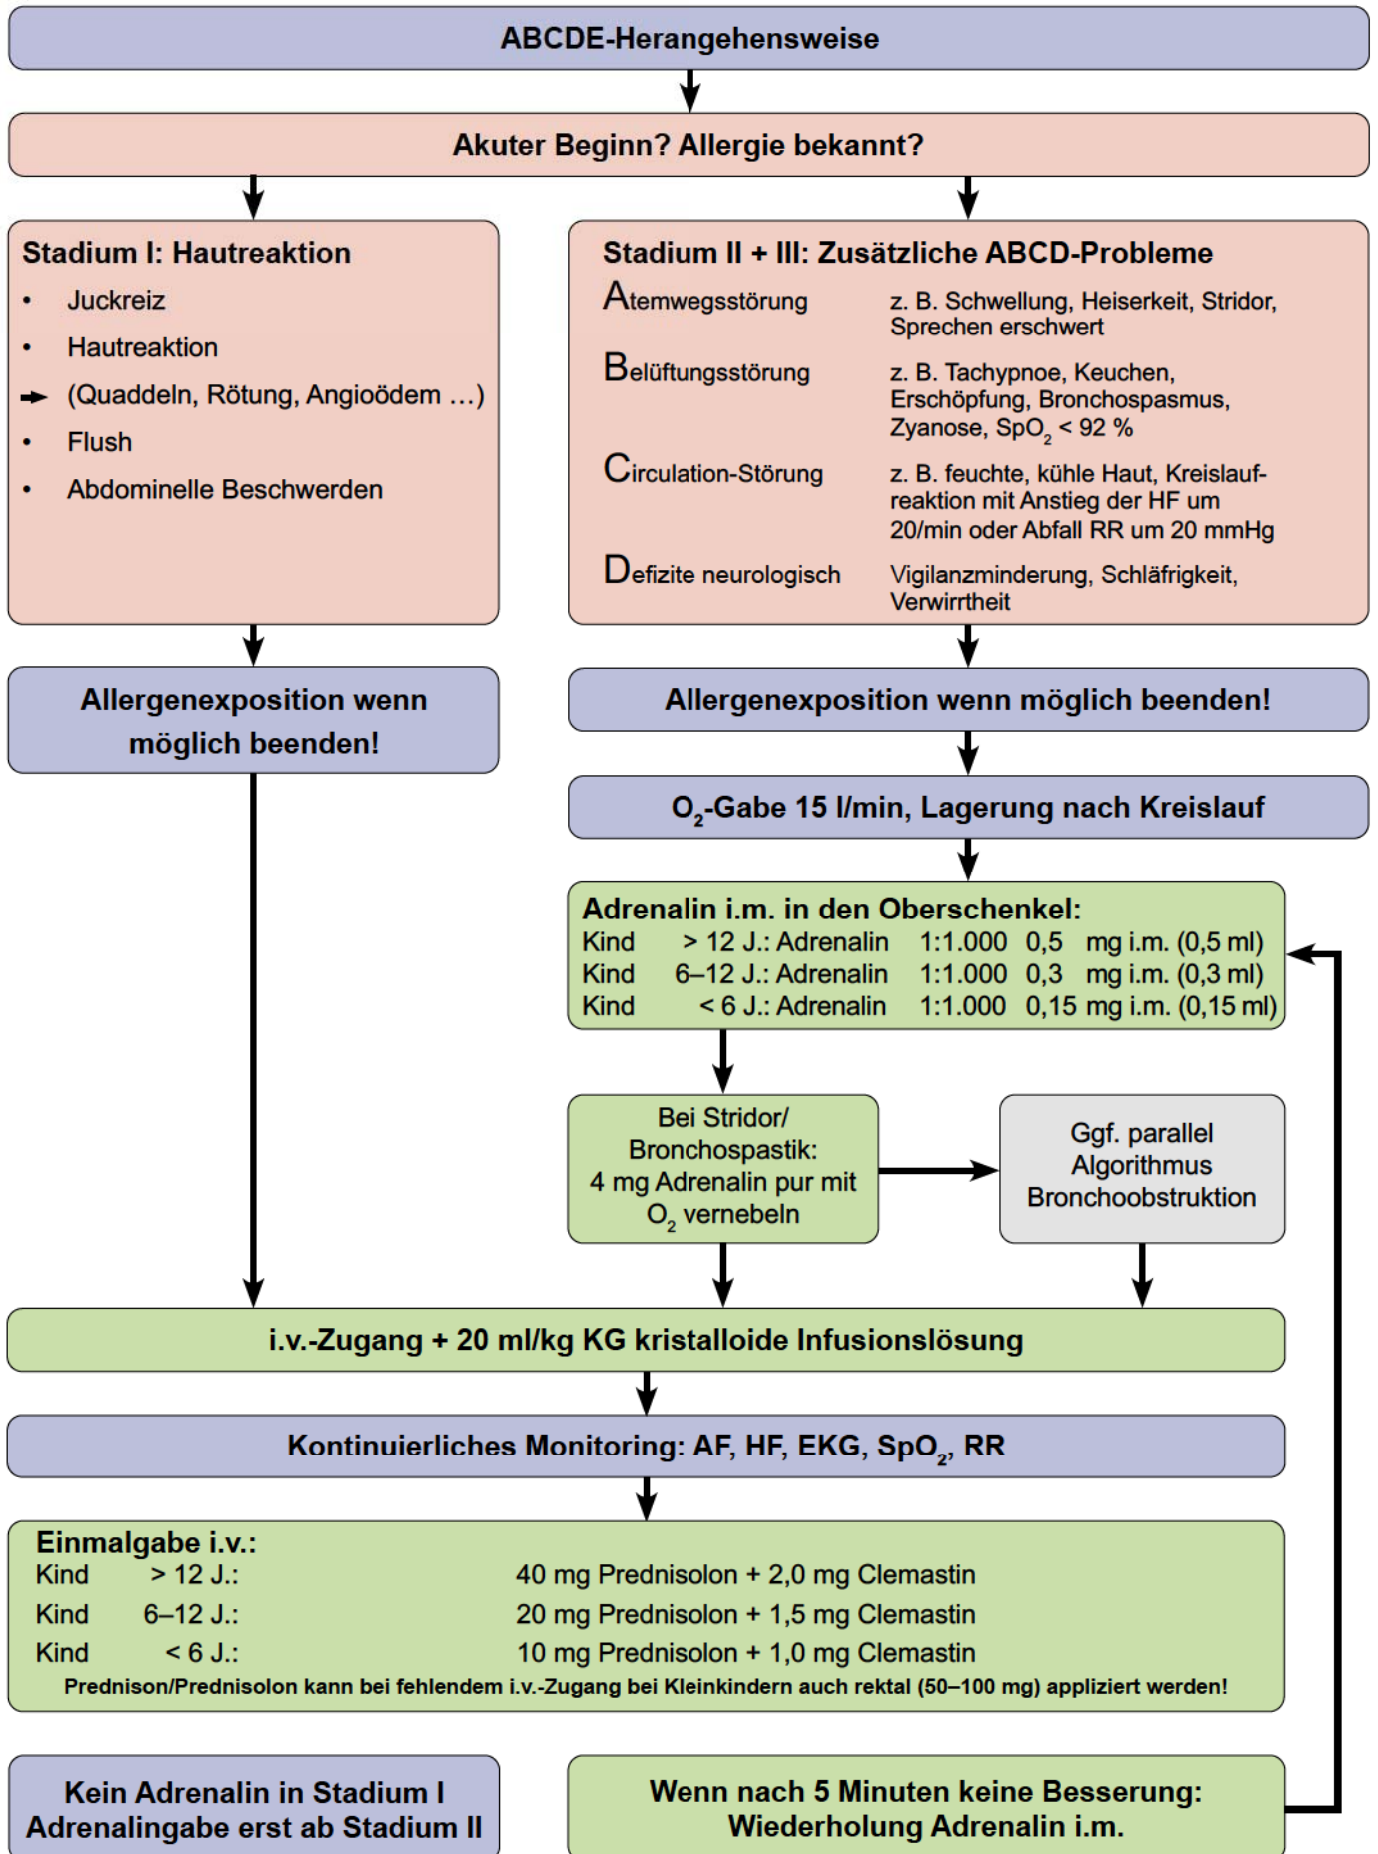 ABCDE-Herangehensweise
Akuter Beginn? Allergie bekannt?
Stadium I: Hautreaktion
• Juckreiz
• Hautreaktion
➡ (Quaddeln, Rötung, Angioödem …)
• Flush
• Abdominelle Beschwerden
Stadium II + III: Zusätzliche ABCD-Probleme
Atemwegsstörung z. B. Schwellung, Heiserkeit, Stridor,
Sprechen erschwert
Belüftungsstörung z. B. Tachypnoe, Keuchen,
Erschöpfung, Bronchospasmus,
Zyanose, SpO₂ < 92 %
Circulation-Störung z. B. feuchte, kühle Haut, Kreislauf-
reaktion mit Anstieg der HF um
20/min oder Abfall RR um 20 mmHg
Defizite neurologisch Vigilanzminderung, Schläfrigkeit,
Verwirrtheit
Allergenexposition wenn
möglich beenden!
Allergenexposition wenn möglich beenden!
O₂-Gabe 15 l/min, Lagerung nach Kreislauf
Adrenalin i.m. in den Oberschenkel:
Kind > 12 J.: Adrenalin 1:1.000 0,5 mg i.m. (0,5 ml)
Kind 6–12 J.: Adrenalin 1:1.000 0,3 mg i.m. (0,3 ml)
Kind < 6 J.: Adrenalin 1:1.000 0,15 mg i.m. (0,15 ml)
Bei Stridor/
Bronchospastik:
4 mg Adrenalin pur mit
O₂ vernebeln
Ggf. parallel
Algorithmus
Bronchoobstruktion
i.v.-Zugang + 20 ml/kg KG kristalloide Infusionslösung
Kontinuierliches Monitoring: AF, HF, EKG, SpO₂, RR
Einmalgabe i.v.:
Kind > 12 J.: 40 mg Prednisolon + 2,0 mg Clemastin
Kind 6–12 J.: 20 mg Prednisolon + 1,5 mg Clemastin
Kind < 6 J.: 10 mg Prednisolon + 1,0 mg Clemastin
Prednison/Prednisolon kann bei fehlendem i.v.-Zugang bei Kleinkindern auch rektal (50–100 mg) appliziert werden!
Kein Adrenalin in Stadium I
Adrenalingabe erst ab Stadium II
Wenn nach 5 Minuten keine Besserung:
Wiederholung Adrenalin i.m.